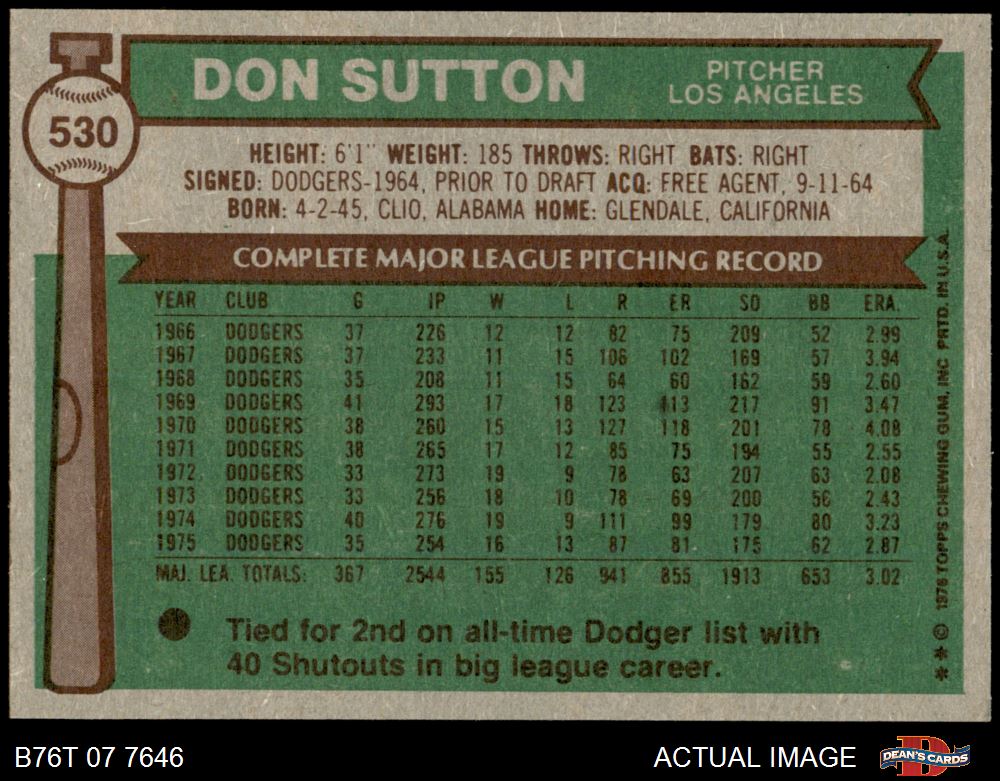 530
DON SUTTON
PITCHER
LOS ANGELES
HEIGHT: 6'1" WEIGHT: 185 THROWS: RIGHT BATS: RIGHT
SIGNED: DODGERS-1964, PRIOR TO DRAFT ACQ: FREE AGENT, 9-11-64
BORN: 4-2-45, CLIO, ALABAMA HOME: GLENDALE, CALIFORNIA
COMPLETE MAJOR LEAGUE PITCHING RECORD
YEAR CLUB G IP W L R ER SO BB ERA.
1966 DODGERS 37 226 12 12 82 75 209 52 2.99
1967 DODGERS 37 233 11 15 106 102 169 57 3.94
1968 DODGERS 35 208 11 15 64 60 162 59 2.60
1969 DODGERS 41 293 17 18 123 113 217 91 3.47
1970 DODGERS 38 260 15 13 127 118 201 78 4.08
1971 DODGERS 38 265 17 12 85 75 194 55 2.55
1972 DODGERS 33 273 19 9 78 63 207 63 2.08
1973 DODGERS 33 256 18 10 78 69 200 56 2.43
1974 DODGERS 40 276 19 9 111 99 179 80 3.23
1975 DODGERS 35 254 16 13 87 81 175 62 2.87
MAJ. LEA. TOTALS: 367 2544 155 126 941 855 1913 653 3.02
Tied for 2nd on all-time Dodger list with
40 Shutouts in big league career.
** © 1976 TOPPS CHEWING GUM, INC. PRTD. IN U.S.A.
B76T 07 7646
ACTUAL IMAGE
D
DEAN'S CARDS